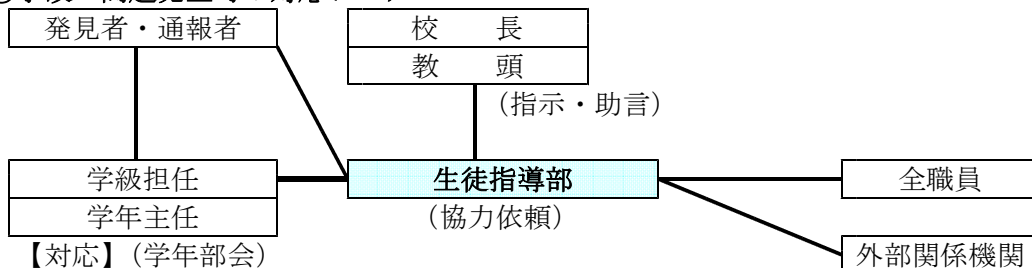 発見者・通報者
校　　長
教　　頭
（指示・助言）
学級担任
生徒指導部
全職員
学年主任
（協力依頼）
【対応】（学年部会）
外部関係機関